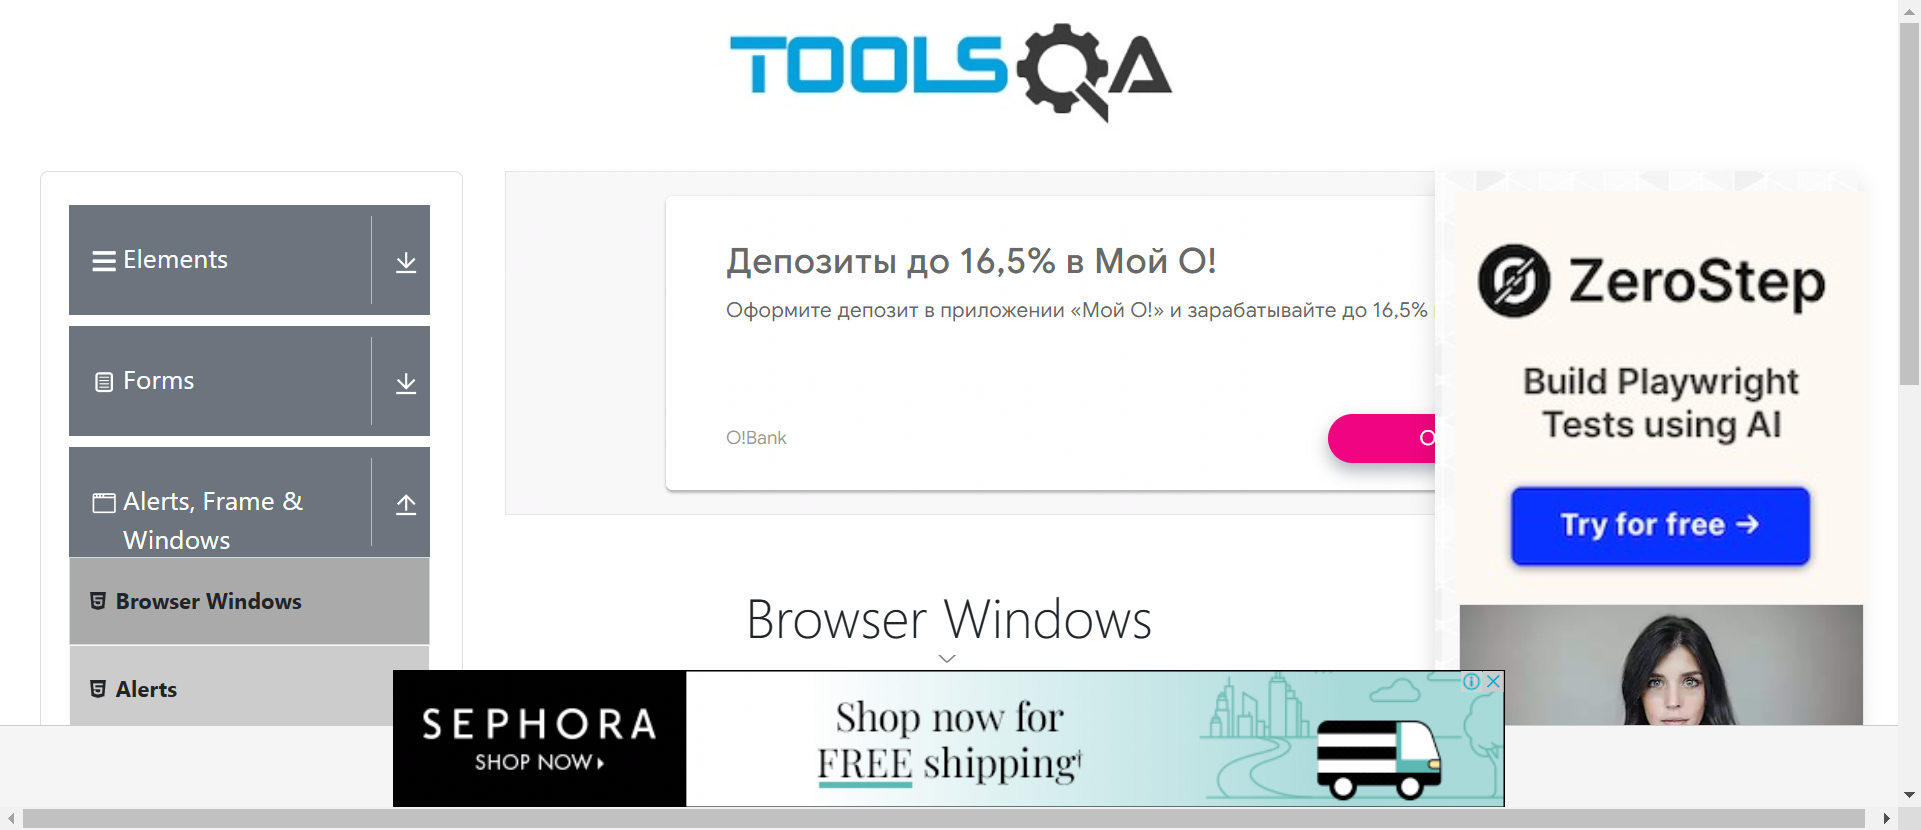 TOOLSQA
Elements
Forms
Alerts, Frame &
Windows
Browser Windows
Alerts
Депозиты до 16,5% в Мой О!
Оформите депозит в приложении «Мой О!» и зарабатывайте до 16,5%
O!Bank
Browser Windows
ZeroStep
Build Playwright
Tests using AI
Try for free →
SEPHORA
SHOP NOW
Shop now for
FREE shipping†